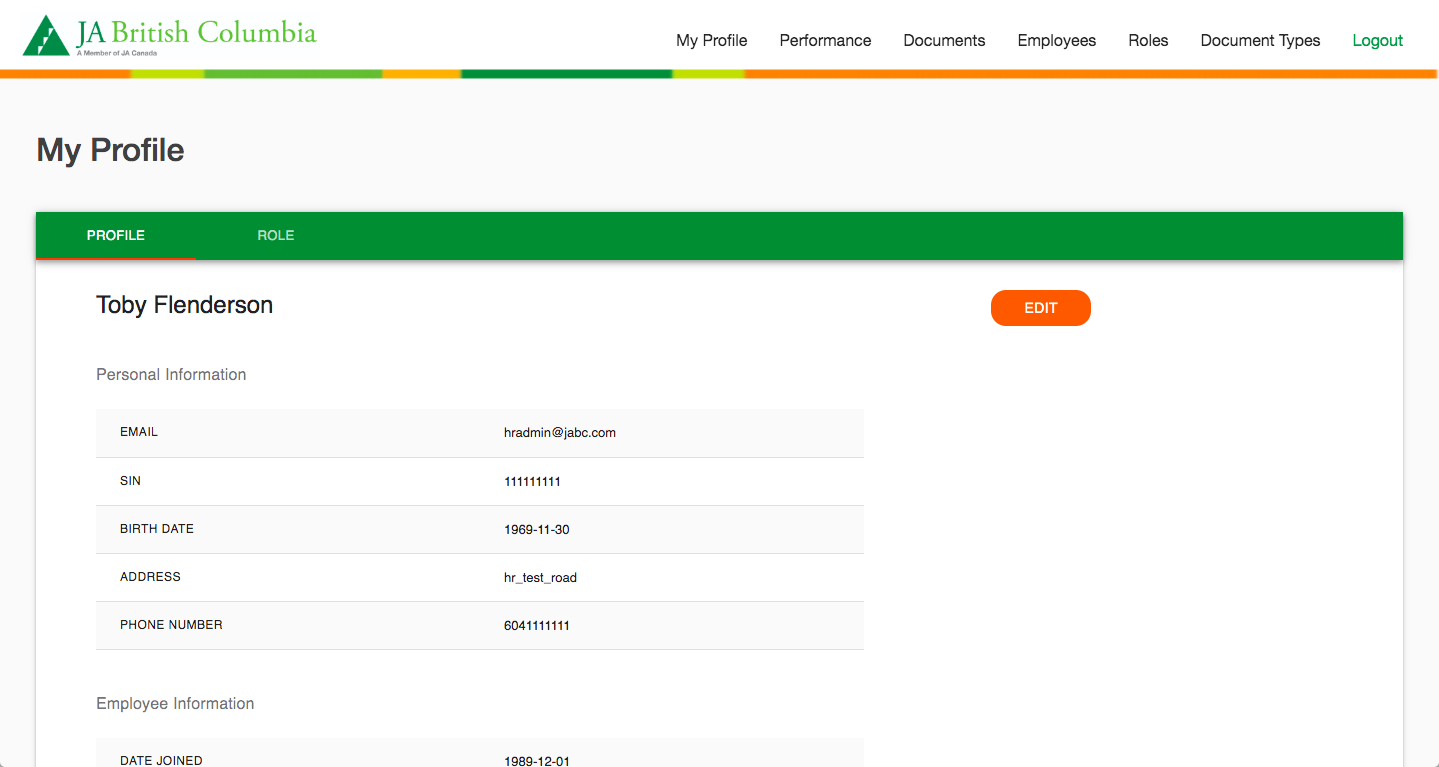 JA British Columbia
A Member of JA Canada
My Profile Performance Documents Employees Roles Document Types Logout
My Profile
PROFILE ROLE
Toby Flenderson
EDIT
Personal Information
EMAIL hradmin@jabc.com
SIN 111111111
BIRTH DATE 1969-11-30
ADDRESS hr_test_road
PHONE NUMBER 6041111111
Employee Information
DATE JOINED 1989-12-01